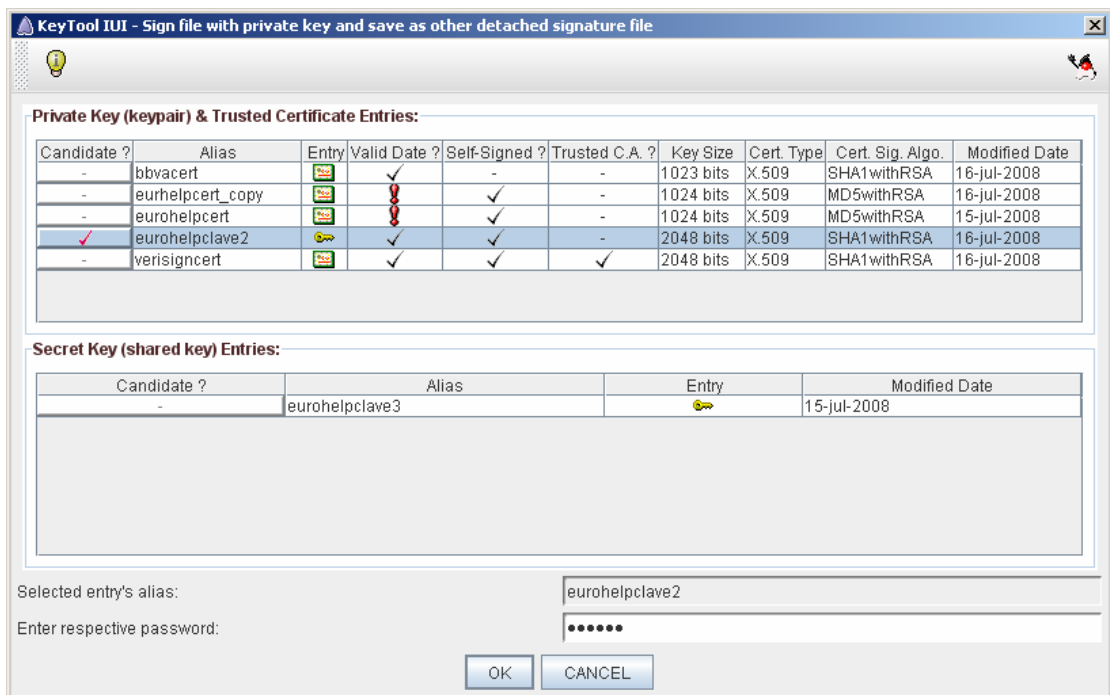 KeyTool IUI - Sign file with private key and save as other detached signature file
Private Key (keypair) & Trusted Certificate Entries:
Candidate ? Alias Entry Valid Date ? Self-Signed ? Trusted C.A. ? Key Size Cert. Type Cert. Sig. Algo. Modified Date
- bbvacert - - 1023 bits X.509 SHA1withRSA 16-jul-2008
- eurhelpcert_copy - 1024 bits X.509 MD5withRSA 16-jul-2008
- eurohelpcert - 1024 bits X.509 MD5withRSA 15-jul-2008
eurohelpclave2 - 2048 bits X.509 SHA1withRSA 16-jul-2008
- verisigncert 2048 bits X.509 SHA1withRSA 16-jul-2008
Secret Key (shared key) Entries:
Candidate ? Alias Entry Modified Date
- eurohelpclave3 15-jul-2008
Selected entry's alias: eurohelpclave2
Enter respective password: ••••••
OK CANCEL